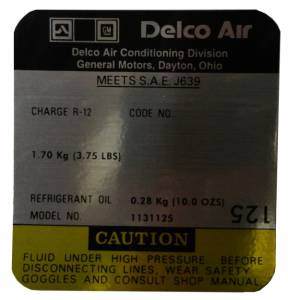 GM
Delco Air
Delco Air Conditioning Division
General Motors, Dayton, Ohio
MEETS S.A.E. J639
CHARGE R-12 CODE NO.
1.70 Kg (3.75 LBS)
REFRIGERANT OIL 0.28 Kg (10.0 OZS)
MODEL NO. 1131125
125
CAUTION
FLUID UNDER HIGH PRESSURE. BEFORE
DISCONNECTING LINES, WEAR SAFETY
GOGGLES AND CONSULT SHOP MANUAL